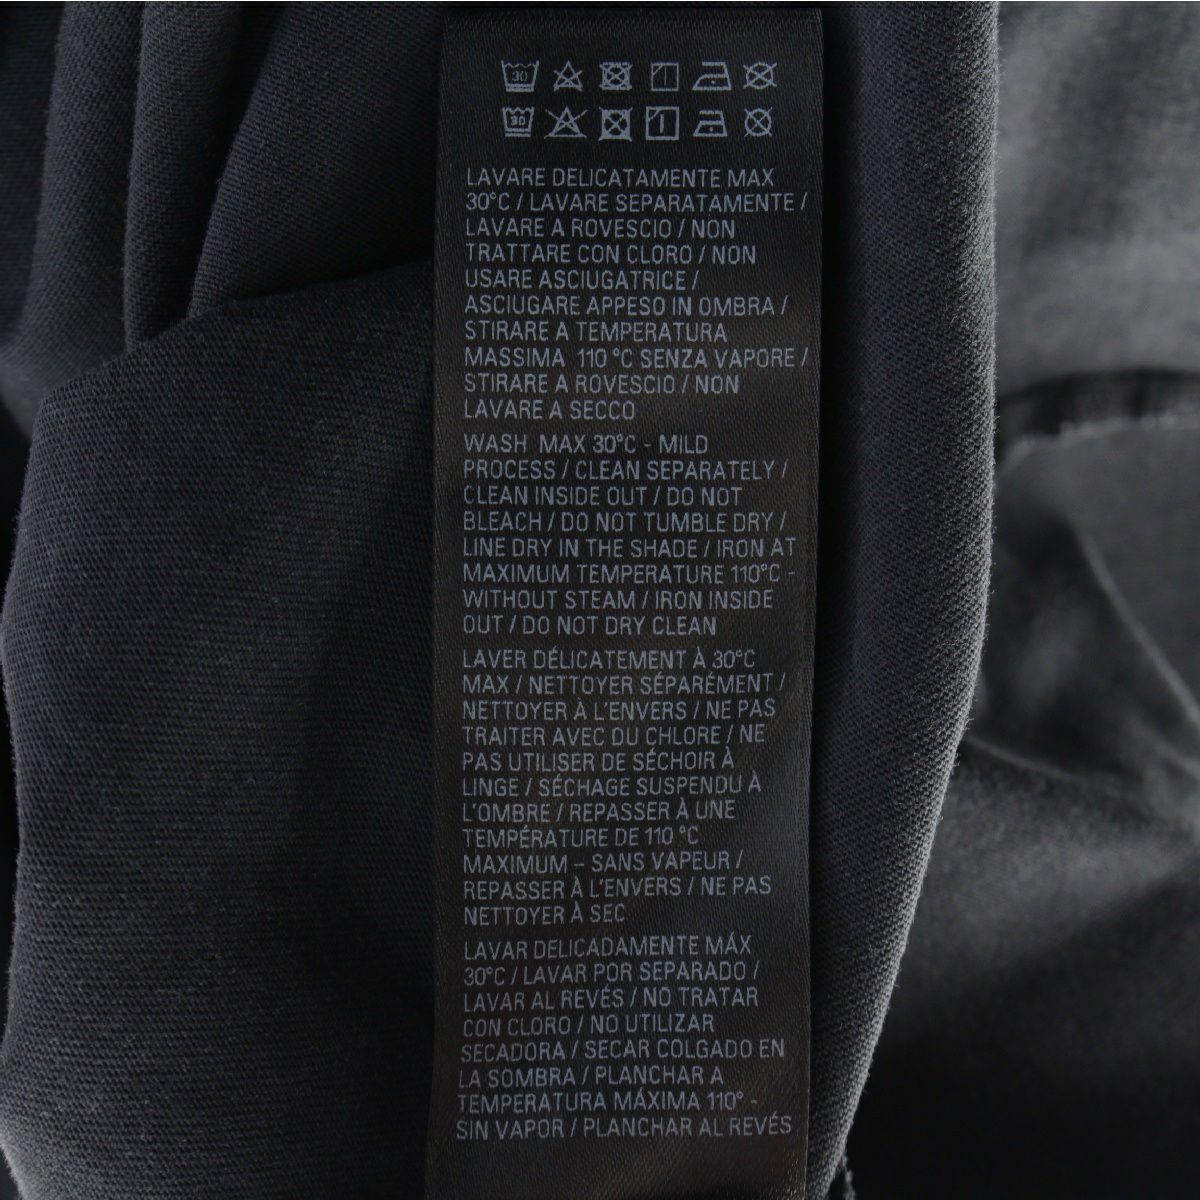 30
30
LAVARE DELICATAMENTE MAX
30°C / LAVARE SEPARATAMENTE /
LAVARE A ROVESCIO / NON
TRATTARE CON CLORO / NON
USARE ASCIUGATRICE /
ASCIUGARE APPESO IN OMBRA /
STIRARE A TEMPERATURA
MASSIMA 110 °C SENZA VAPORE /
STIRARE A ROVESCIO / NON
LAVARE A SECCO
WASH MAX 30°C - MILD
PROCESS / CLEAN SEPARATELY /
CLEAN INSIDE OUT / DO NOT
BLEACH / DO NOT TUMBLE DRY /
LINE DRY IN THE SHADE / IRON AT
MAXIMUM TEMPERATURE 110°C -
WITHOUT STEAM / IRON INSIDE
OUT / DO NOT DRY CLEAN
LAVER DÉLICATEMENT À 30°C
MAX / NETTOYER SÉPARÉMENT /
NETTOYER À L'ENVERS / NE PAS
TRAITER AVEC DU CHLORE / NE
PAS UTILISER DE SÉCHOIR À
LINGE / SÉCHAGE SUSPENDU À
L'OMBRE / REPASSER À UNE
TEMPÉRATURE DE 110 °C
MAXIMUM – SANS VAPEUR /
REPASSER À L'ENVERS / NE PAS
NETTOYER À SEC
LAVAR DELICADAMENTE MÁX
30°C / LAVAR POR SEPARADO /
LAVAR AL REVÉS / NO TRATAR
CON CLORO / NO UTILIZAR
SECADORA / SECAR COLGADO EN
LA SOMBRA / PLANCHAR A
TEMPERATURA MÁXIMA 110° -
SIN VAPOR / PLANCHAR AL REVÉS